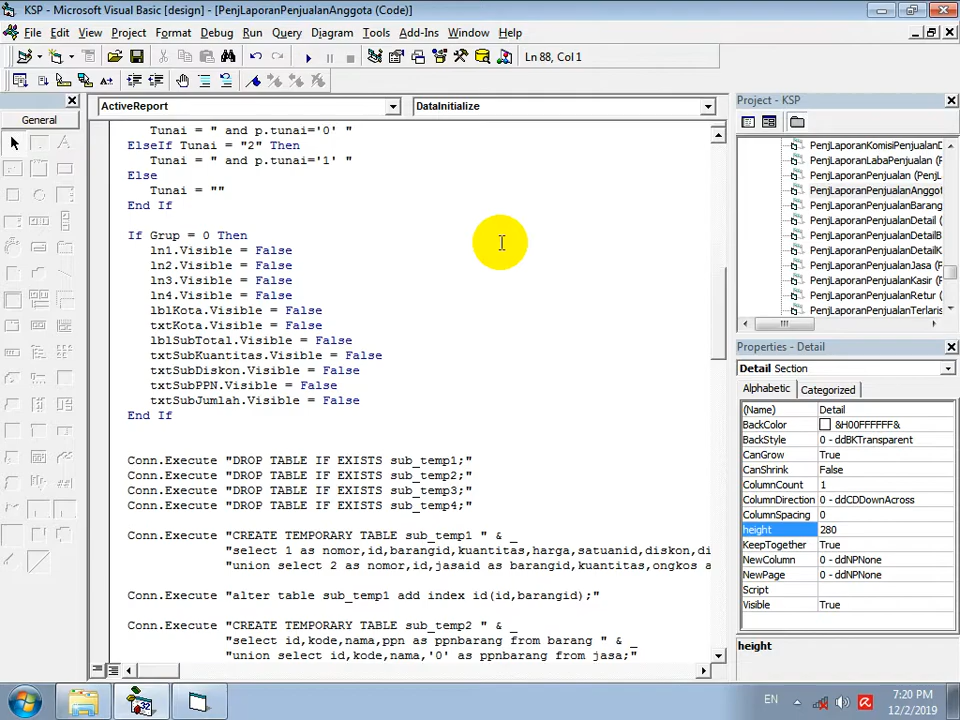 KSP - Microsoft Visual Basic [design] - [PenjLaporanPenjualanAnggota (Code)]
File Edit View Project Format Debug Run Query Diagram Tools Add-Ins Window Help
Ln 88, Col 1
General
ActiveReport
DataInitialize
Tunai = " and p.tunai='0' "
ElseIf Tunai = "2" Then
Tunai = " and p.tunai='1' "
Else
Tunai = ""
End If
If Grup = 0 Then
ln1.Visible = False
ln2.Visible = False
ln3.Visible = False
ln4.Visible = False
lblKota.Visible = False
txtKota.Visible = False
lblSubTotal.Visible = False
txtSubKuantitas.Visible = False
txtSubDiskon.Visible = False
txtSubPPN.Visible = False
txtSubJumlah.Visible = False
End If
Conn.Execute "DROP TABLE IF EXISTS sub_temp1;"
Conn.Execute "DROP TABLE IF EXISTS sub_temp2;
Conn.Execute "DROP TABLE IF EXISTS sub_temp3;"
Conn.Execute "DROP TABLE IF EXISTS sub_temp4;"
Conn.Execute "CREATE TEMPORARY TABLE sub_temp1 " & _
"select 1 as nomor,id,barangid,kuantitas,harga,satuanid,diskon,di
"union select 2 as nomor,id,jasaid as barangid,kuantitas,ongkos a
Conn.Execute "alter table sub_temp1 add index id(id,barangid);"
Conn.Execute "CREATE TEMPORARY TABLE sub_temp2 " & _
"select id,kode,nama,ppn as ppnbarang from barang " & _
"union select id,kode,nama,'0' as ppnbarang from jasa;"
Project - KSP
PenjLaporanKomisiPenjualanD
PenjLaporanLabaPenjualan (F
PenjLaporanPenjualan (PenjL
PenjLaporanPenjualanAnggot
PenjLaporanPenjualanBarang
PenjLaporanPenjualanDetail (
PenjLaporanPenjualanDetailB
PenjLaporanPenjualanDetailK
PenjLaporanPenjualanJasa (F
PenjLaporanPenjualanKasir (
PenjLaporanPenjualanRetur (
PenjLaporanPenjualanTerlaris
Properties - Detail
Detail Section
Alphabetic Categorized
(Name) Detail
BackColor &H00FFFFFF&
BackStyle 0 - ddBKTransparent
CanGrow True
CanShrink False
ColumnCount 1
ColumnDirection 0 - ddCDDownAcross
ColumnSpacing 0
height 280
KeepTogether True
NewColumn 0 - ddNPNone
NewPage 0 - ddNPNone
Script
Visible True
height
EN
7:20 PM
12/2/2019